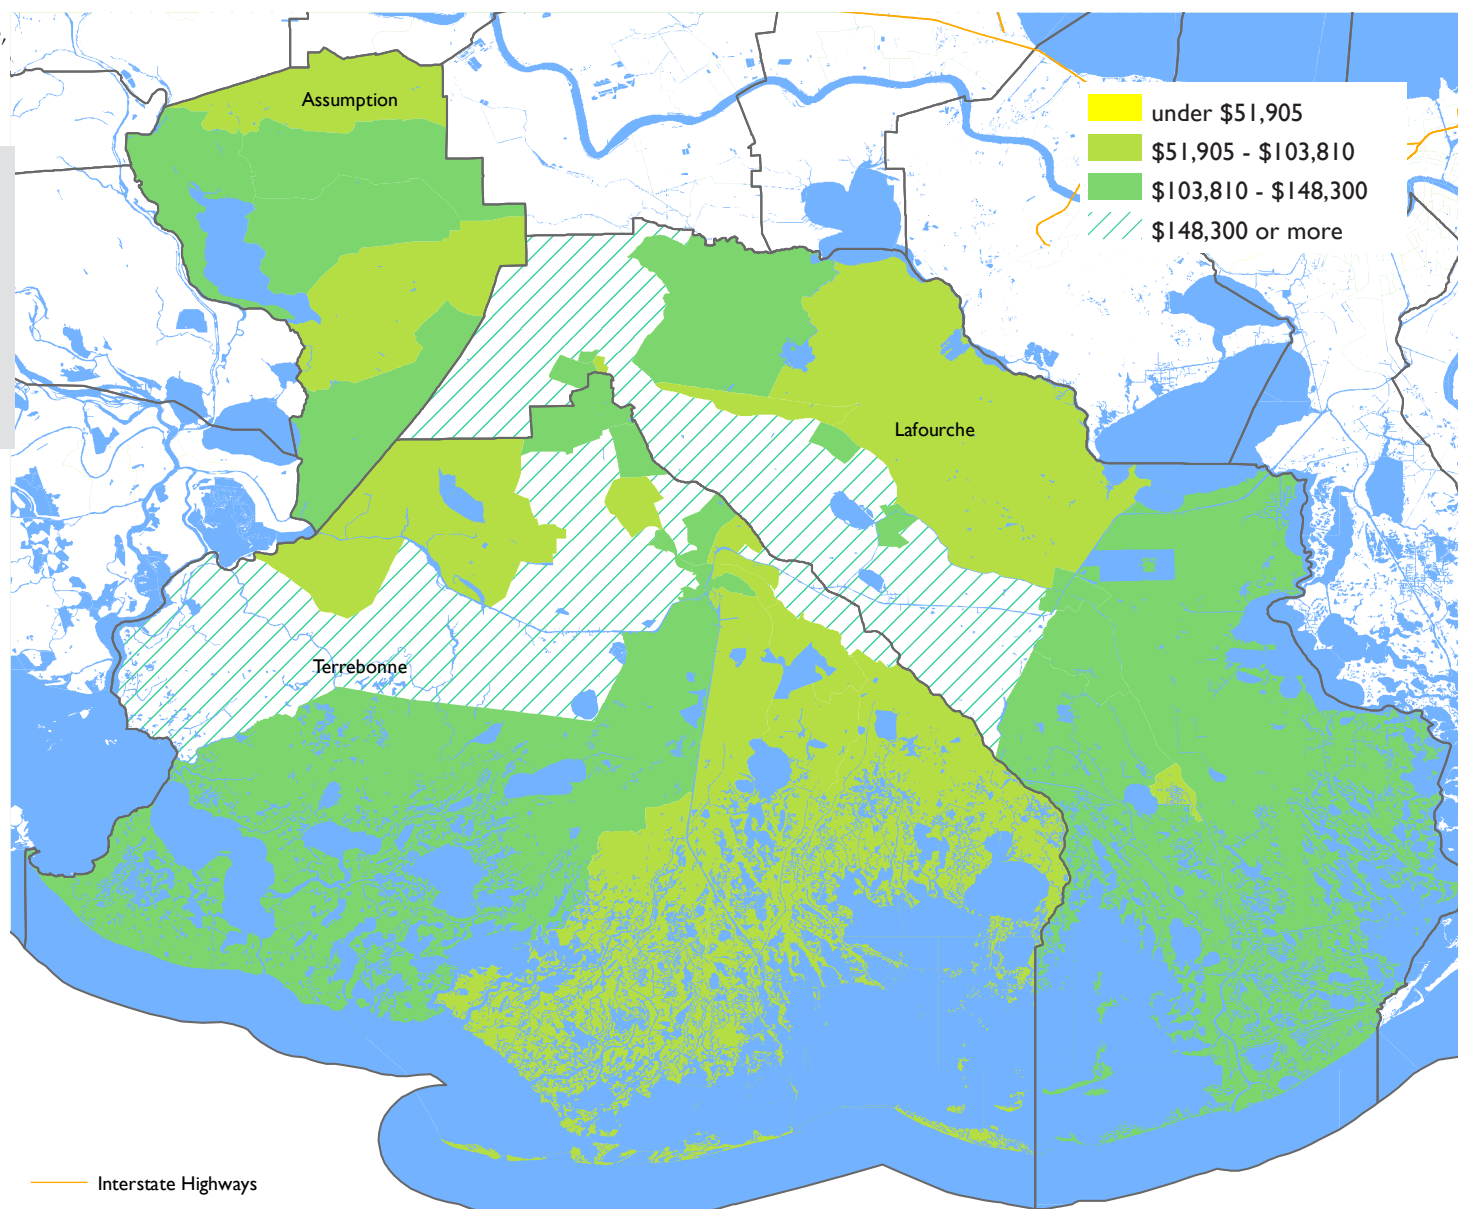 ,
Assumption
under $51,905
$51,905 - $103,810
$103,810 - $148,300
$148,300 or more
Lafourche
Terrebonne
Interstate Highways